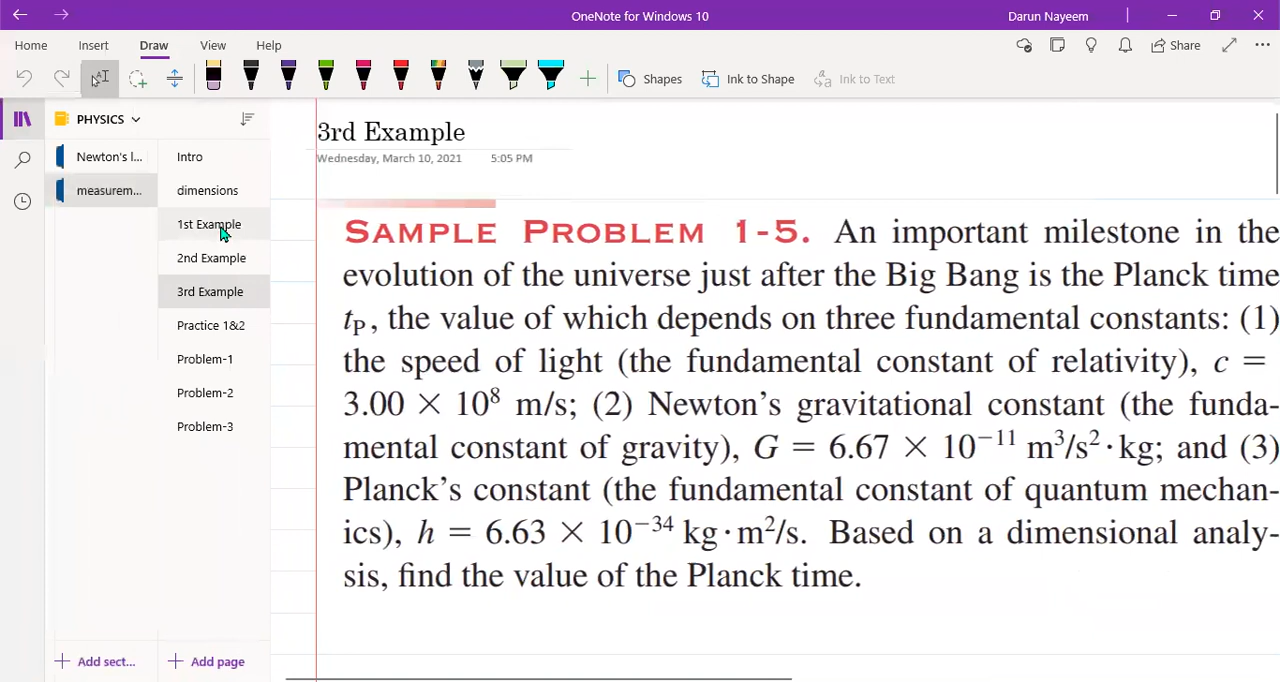 OneNote for Windows 10
Darun Nayeem
Home Insert Draw View Help
Share
Shapes
Ink to Shape
Ink to Text
PHYSICS
Newton's l...
measurem...
Intro
dimensions
1st Example
2nd Example
3rd Example
Practice 1&2
Problem-1
Problem-2
Problem-3
Add sect...
Add page
3rd Example
Wednesday, March 10, 2021 5:05 PM
SAMPLE PROBLEM 1-5. An important milestone in the
evolution of the universe just after the Big Bang is the Planck time
tP, the value of which depends on three fundamental constants: (1)
the speed of light (the fundamental constant of relativity), c =
3.00 × 10⁸ m/s; (2) Newton's gravitational constant (the funda-
mental constant of gravity), G = 6.67 × 10⁻¹¹ m³/s²·kg; and (3)
Planck's constant (the fundamental constant of quantum mechan-
ics), h = 6.63 × 10⁻³⁴ kg·m²/s. Based on a dimensional analy-
sis, find the value of the Planck time.